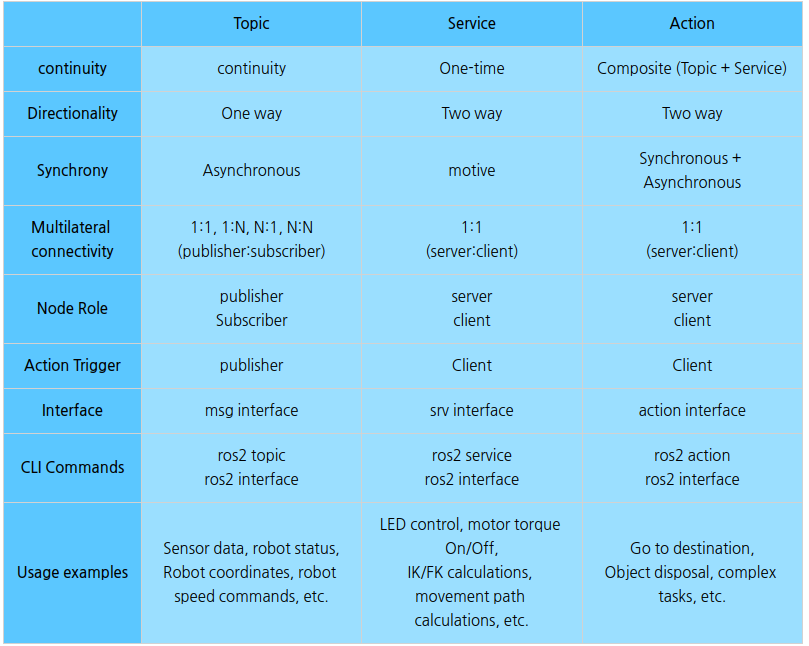 Topic Service Action
continuity continuity One-time Composite (Topic + Service)
Directionality One way Two way Two way
Synchrony Asynchronous motive Synchronous +
Asynchronous
Multilateral
connectivity
1:1, 1:N, N:1, N:N
(publisher:subscriber)
1:1
(server:client)
1:1
(server:client)
Node Role
publisher
Subscriber
server
client
server
client
Action Trigger publisher Client Client
Interface msg interface srv interface action interface
CLI Commands
ros2 topic
ros2 interface
ros2 service
ros2 interface
ros2 action
ros2 interface
Usage examples
Sensor data, robot status,
Robot coordinates, robot
speed commands, etc.
LED control, motor torque
On/Off,
IK/FK calculations,
movement path
calculations, etc.
Go to destination,
Object disposal, complex
tasks, etc.